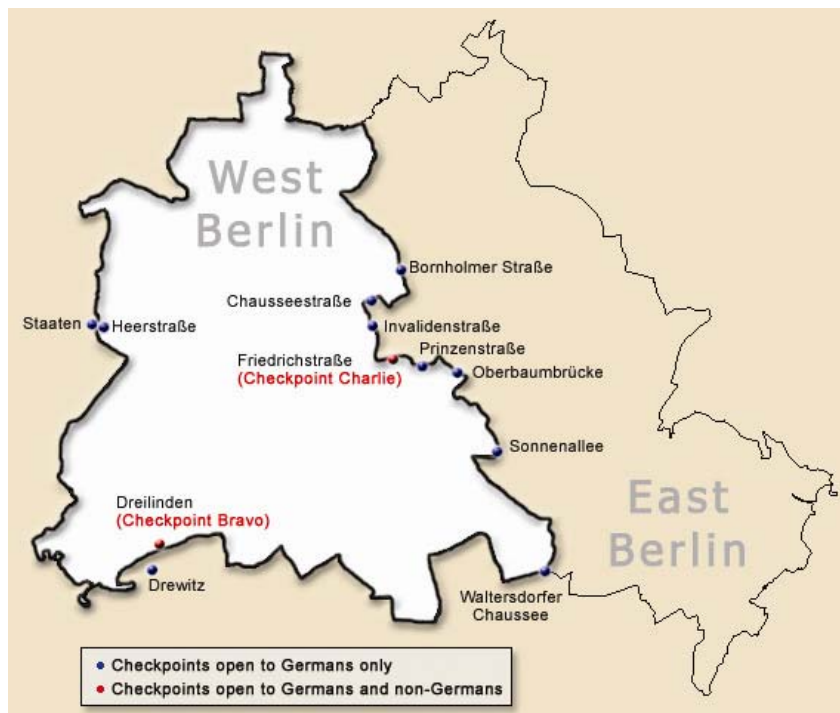 West
Berlin
Bornholmer Straße
Chausseestraße
Staaten
Heerstraße
Invalidenstraße
Prinzenstraße
Friedrichstraße
(Checkpoint Charlie)
Oberbaumbrücke
Sonnenallee
East
Berlin
Dreilinden
(Checkpoint Bravo)
Drewitz
Waltersdorfer
Chaussee
Checkpoints open to Germans only
Checkpoints open to Germans and non-Germans